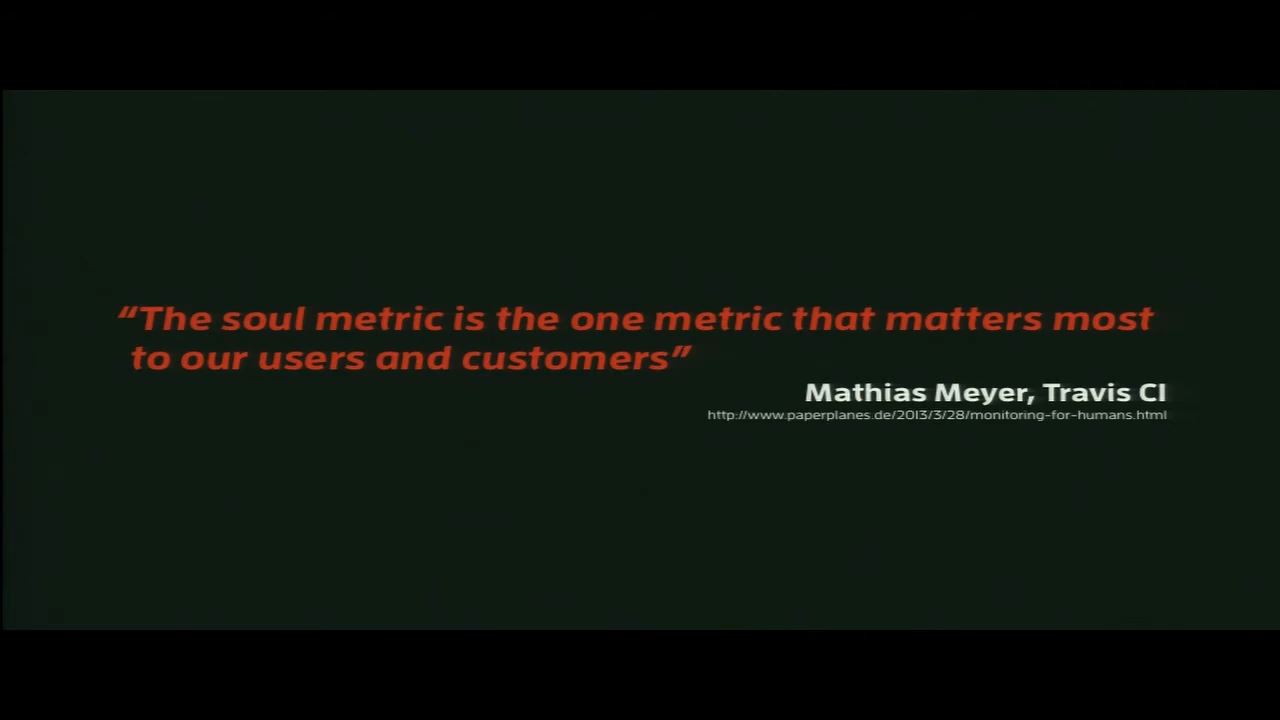 “The soul metric is the one metric that matters most
to our users and customers”
Mathias Meyer, Travis CI
http://www.paperplanes.de/2013/3/28/monitoring-for-humans.html